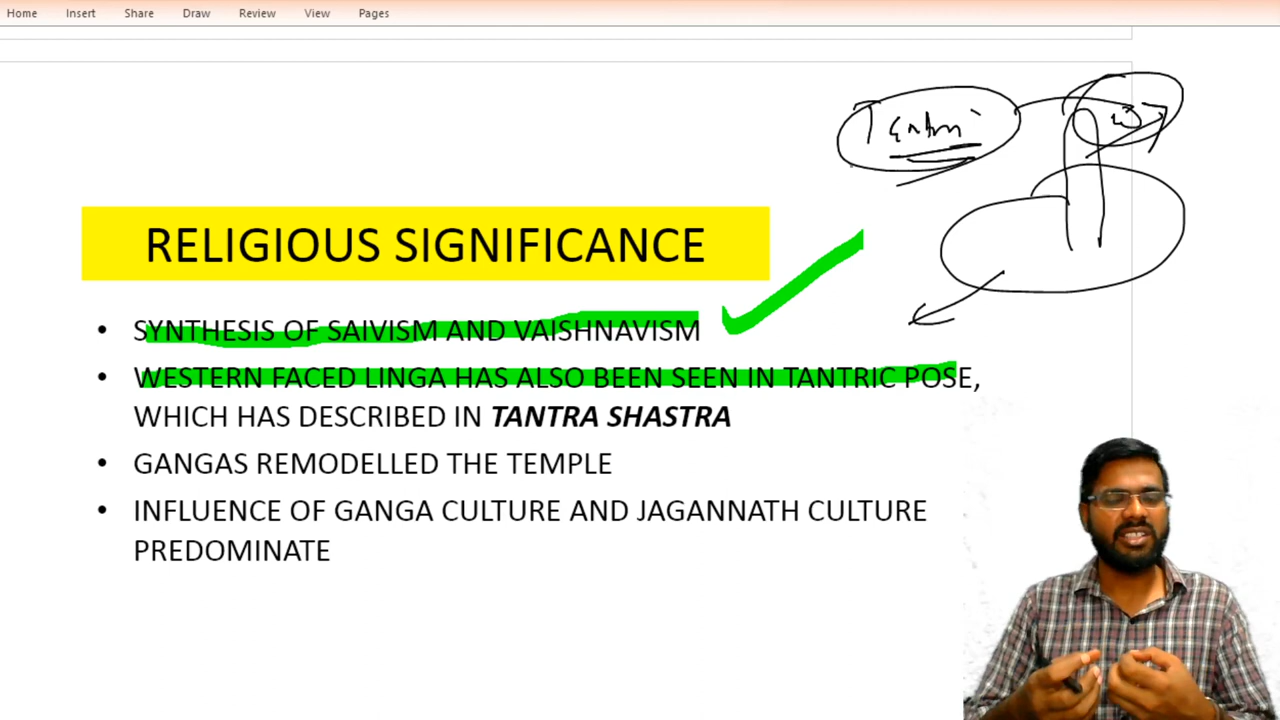 Home Insert Share Draw Review View Pages
RELIGIOUS SIGNIFICANCE
• SYNTHESIS OF SAIVISM AND VAISHNAVISM
• WESTERN FACED LINGA HAS ALSO BEEN SEEN IN TANTRIC POSE,
WHICH HAS DESCRIBED IN TANTRA SHASTRA
• GANGAS REMODELLED THE TEMPLE
• INFLUENCE OF GANGA CULTURE AND JAGANNATH CULTURE
PREDOMINATE